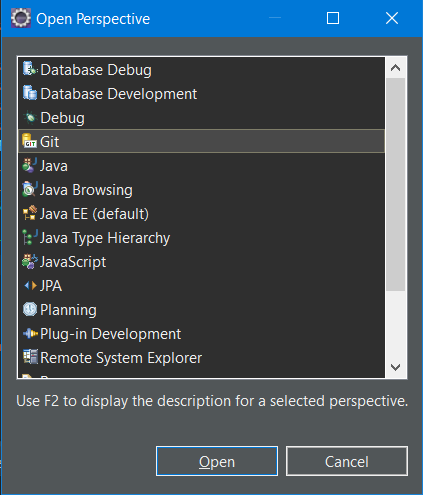 Open Perspective
Database Debug
Database Development
Debug
Git
Java
Java Browsing
Java EE (default)
Java Type Hierarchy
JavaScript
JPA
Planning
Plug-in Development
Remote System Explorer
Use F2 to display the description for a selected perspective.
Open
Cancel